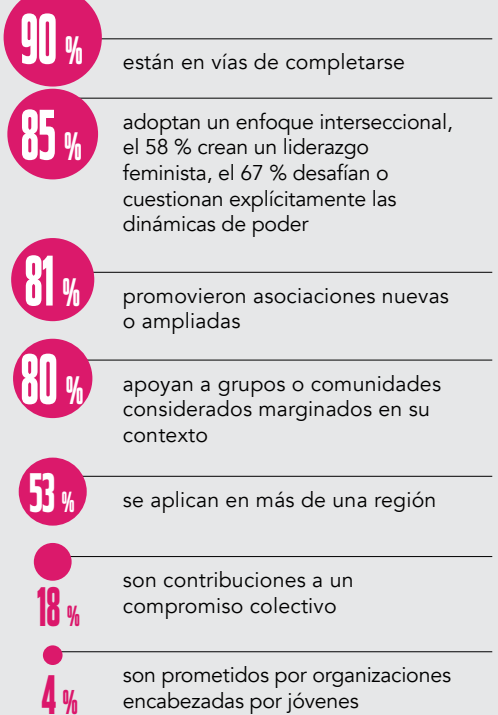 90 %
están en vías de completarse
85 %
adoptan un enfoque interseccional,
el 58 % crean un liderazgo
feminista, el 67 % desafían o
cuestionan explícitamente las
dinámicas de poder
81 %
promovieron asociaciones nuevas
o ampliadas
80 %
apoyan a grupos o comunidades
considerados marginados en su
contexto
53 %
se aplican en más de una región
18 %
son contribuciones a un
compromiso colectivo
4 %
son prometidos por organizaciones
encabezadas por jóvenes